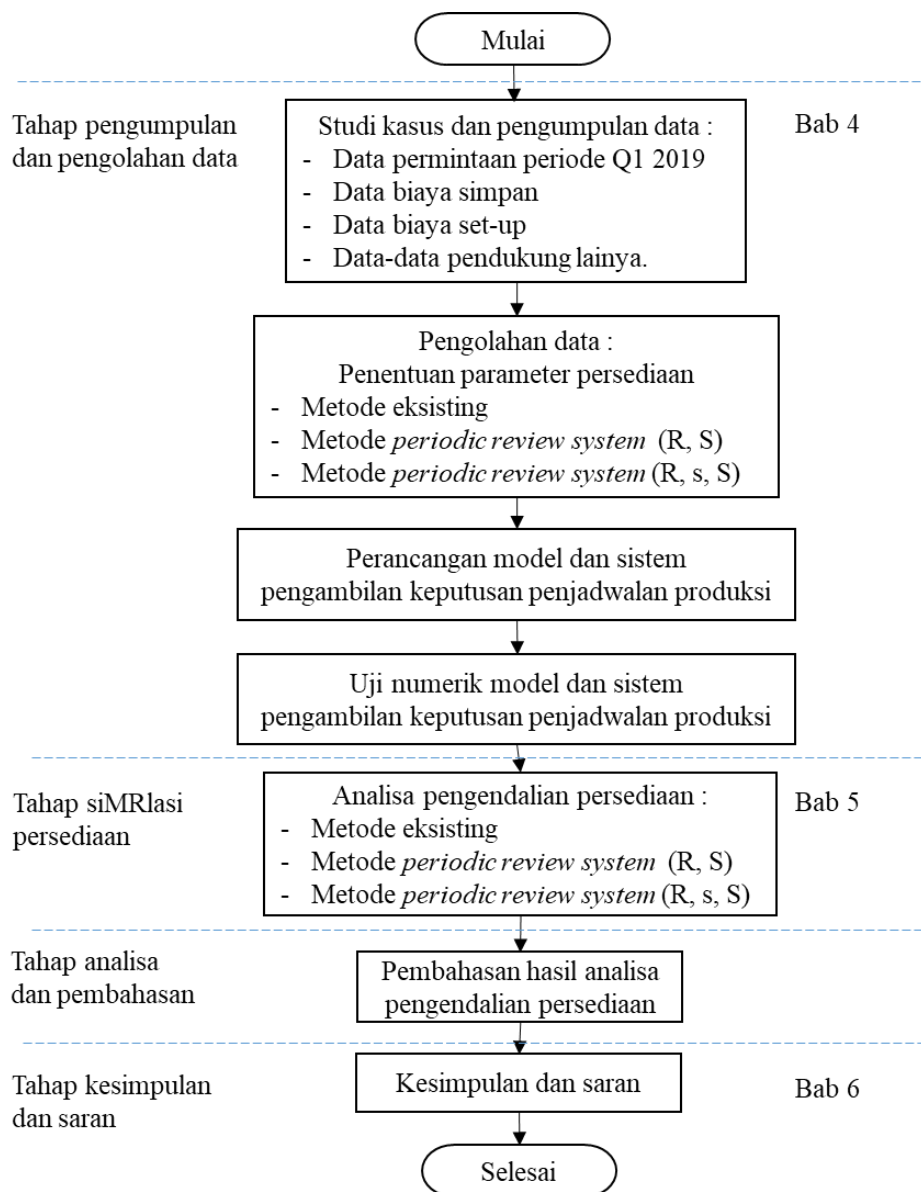 Mulai
Tahap pengumpulan
dan pengolahan data
Studi kasus dan pengumpulan data :
- Data permintaan periode Q1 2019
- Data biaya simpan
- Data biaya set-up
- Data-data pendukung lainya.
Bab 4
Pengolahan data :
Penentuan parameter persediaan
- Metode eksisting
- Metode periodic review system (R, S)
- Metode periodic review system (R, s, S)
Perancangan model dan sistem
pengambilan keputusan penjadwalan produksi
Uji numerik model dan sistem
pengambilan keputusan penjadwalan produksi
Tahap siMRlasi
persediaan
Analisa pengendalian persediaan :
- Metode eksisting
- Metode periodic review system (R, S)
- Metode periodic review system (R, s, S)
Bab 5
Tahap analisa
dan pembahasan
Pembahasan hasil analisa
pengendalian persediaan
Tahap kesimpulan
dan saran
Kesimpulan dan saran
Bab 6
Selesai